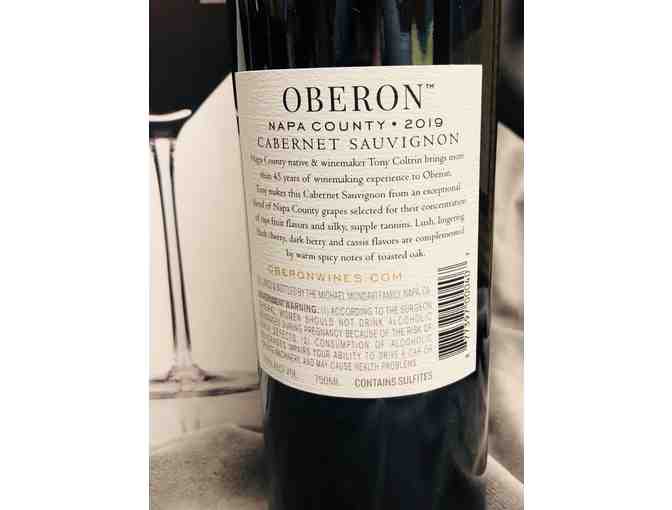 OBERON™
NAPA COUNTY • 2019
CABERNET SAUVIGNON
Napa County native & winemaker Tony Coltrin brings more
than 45 years of winemaking experience to Oberon.
Tony makes this Cabernet Sauvignon from an exceptional
blend of Napa County grapes selected for their concentration
of ripe fruit flavors and silky, supple tannins. Lush, lingering
black cherry, dark berry and cassis flavors are complemented
by warm spicy notes of toasted oak.
OBERONWINES.COM
& BOTTLED BY THE MICHAEL MONDAVI FAMILY, NAPA, CA
GOVERNMENT WARNING: (1) ACCORDING TO THE SURGEON
GENERAL, WOMEN SHOULD NOT DRINK ALCOHOLIC
BEVERAGES DURING PREGNANCY BECAUSE OF THE RISK OF
BIRTH DEFECTS. (2) CONSUMPTION OF ALCOHOLIC
BEVERAGES IMPAIRS YOUR ABILITY TO DRIVE A CAR OR
MACHINERY, AND MAY CAUSE HEALTH PROBLEMS.
750ML CONTAINS SULFITES